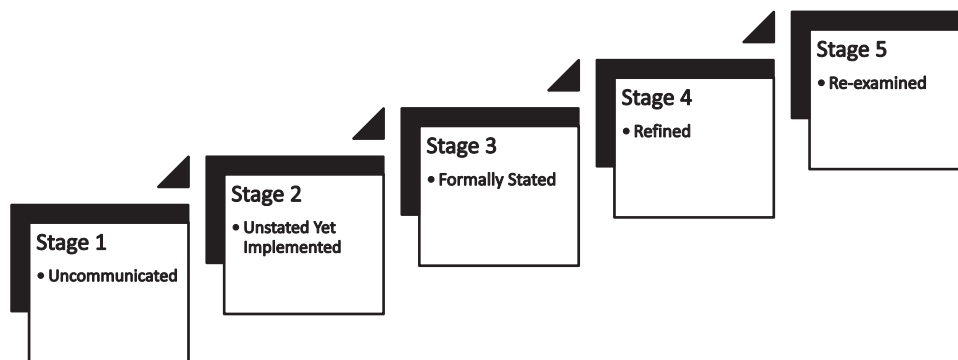 Stage 1
• Uncommunicated
Stage 2
• Unstated Yet
Implemented
Stage 3
• Formally Stated
Stage 4
• Refined
Stage 5
• Re-examined